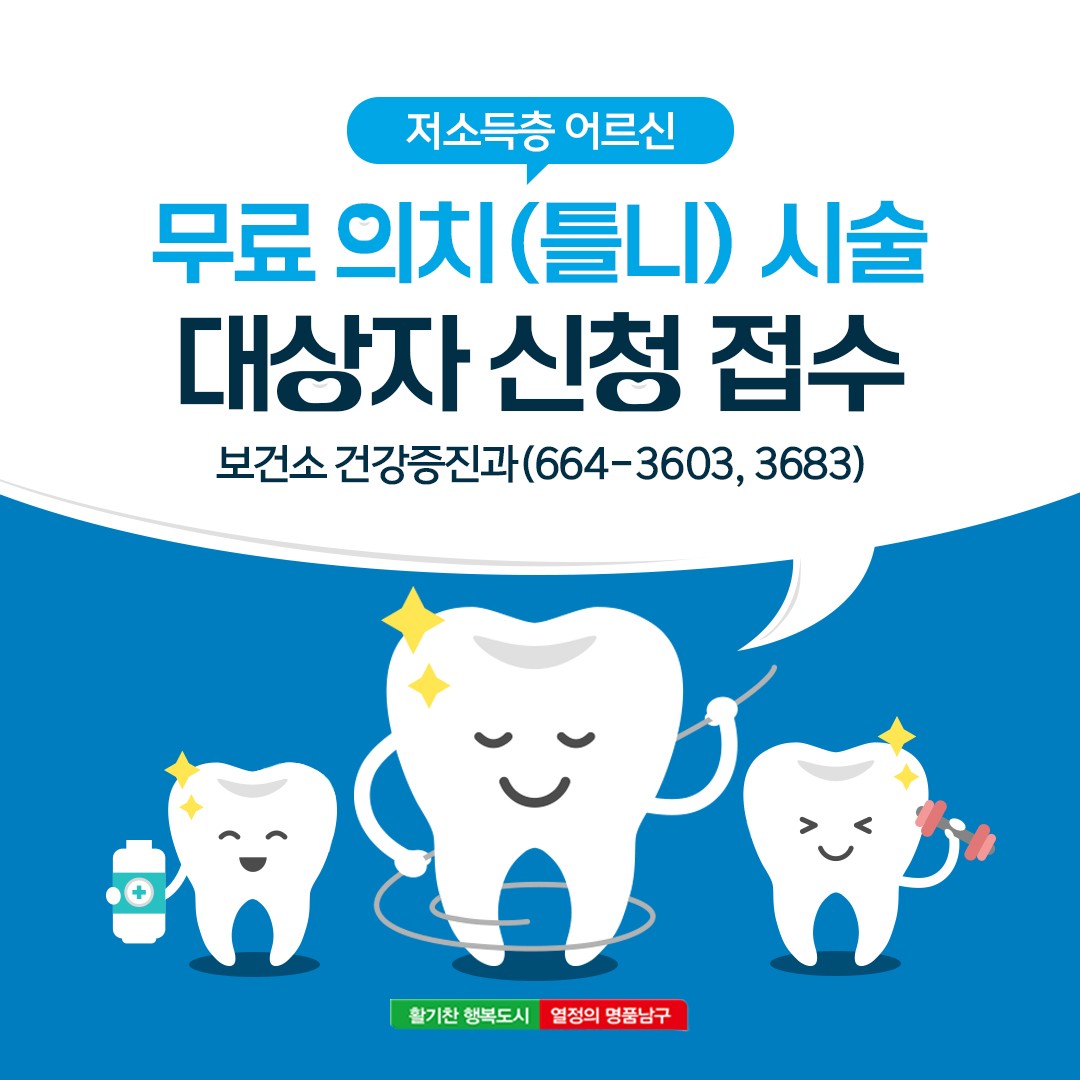 저소득층 어르신
무료 의치(틀니) 시술
대상자 신청 접수
보건소 건강증진과(664-3603, 3683)
활기찬 행복도시 열정의 명품남구